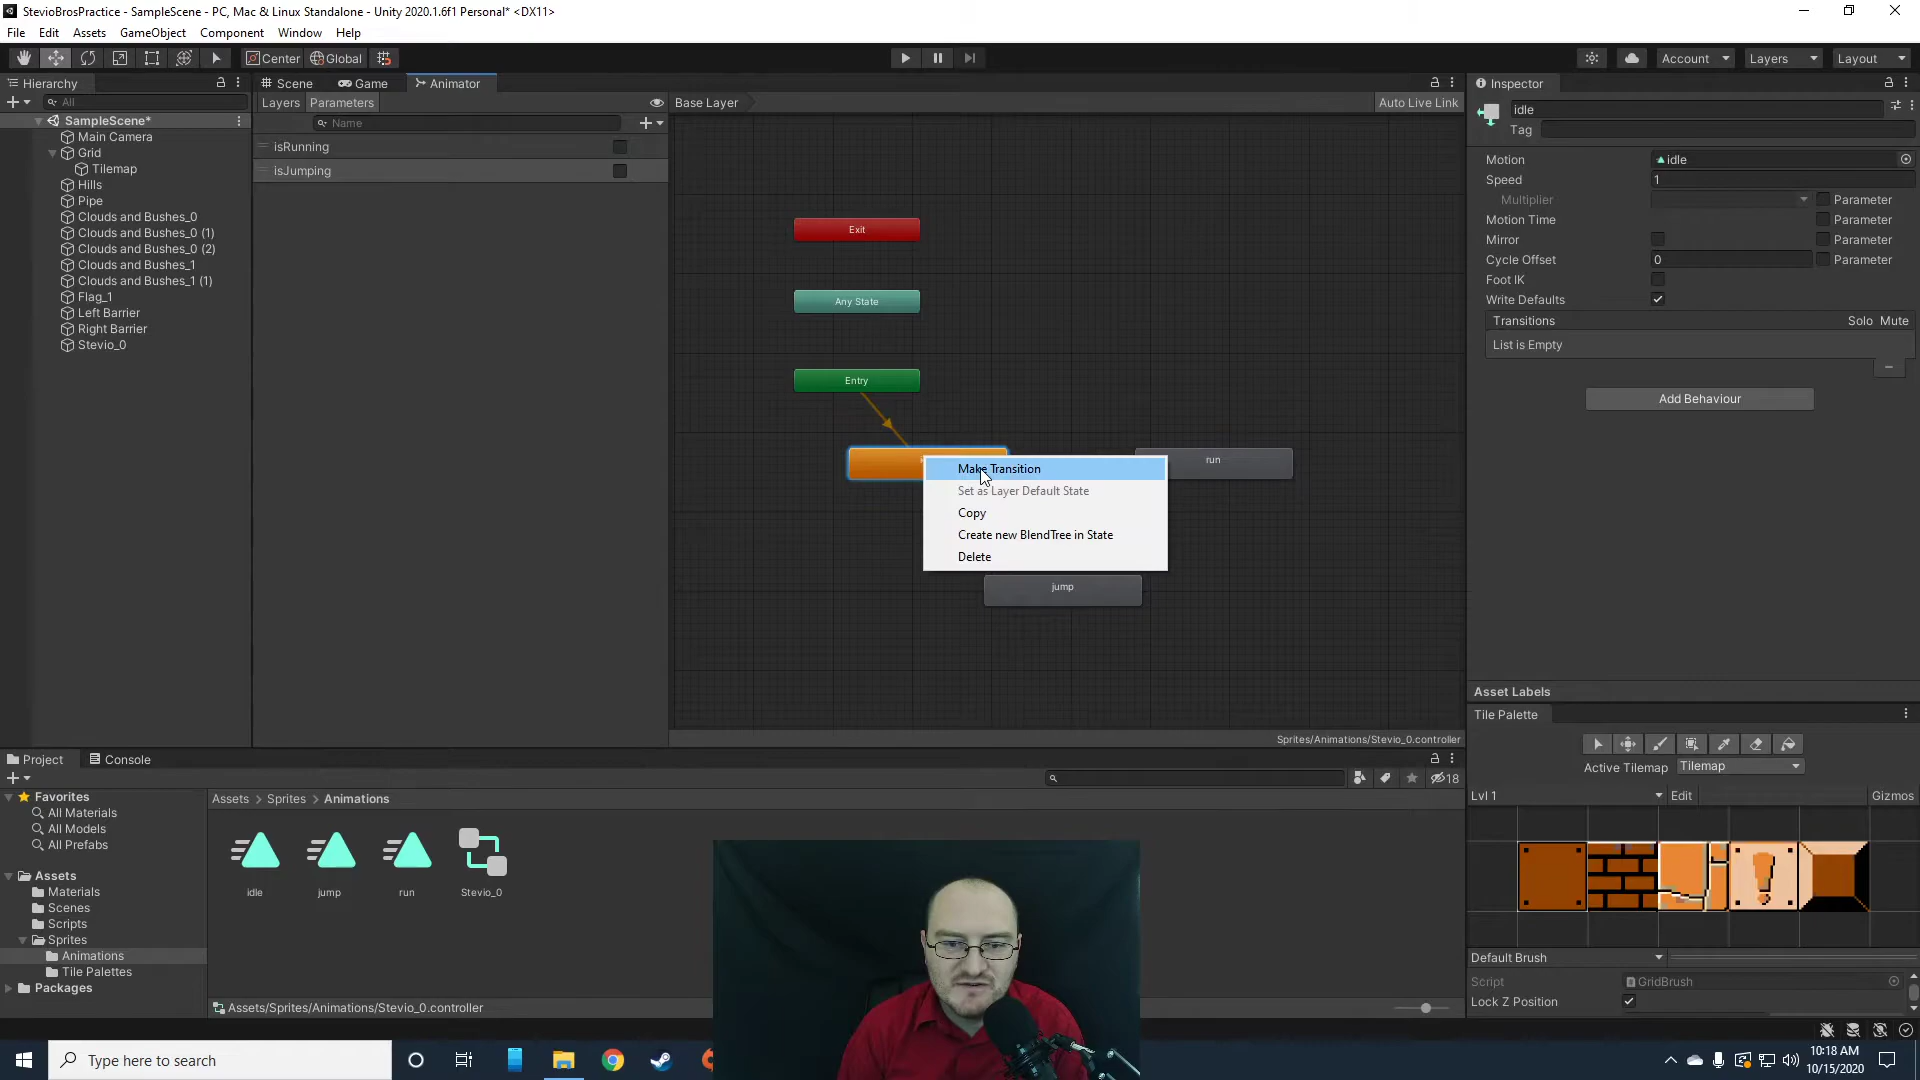 StevioBrosPractice - SampleScene - PC, Mac & Linux Standalone - Unity 2020.1.6f1 Personal* <DX11>
File Edit Assets GameObject Component Window Help
Center Global Account Layers Layout
Hierarchy Scene Game Animator Inspector
All Layers Parameters Base Layer Auto Live Link
SampleScene*
Main Camera
Grid
Tilemap
Hills
Pipe
Clouds and Bushes_0
Clouds and Bushes_0 (1)
Clouds and Bushes_0 (2)
Clouds and Bushes_1
Clouds and Bushes_1 (1)
Flag_1
Left Barrier
Right Barrier
Stevio_0
Name
isRunning
isJumping
Exit
Any State
Entry
run
jump
Make Transition
Set as Layer Default State
Copy
Create new BlendTree in State
Delete
Sprites/Animations/Stevio_0.controller
idle
Tag
Motion idle
Speed 1
Multiplier Parameter
Motion Time Parameter
Mirror Parameter
Cycle Offset 0 Parameter
Foot IK
Write Defaults
Transitions Solo Mute
List is Empty
Add Behaviour
Asset Labels
Tile Palette
Active Tilemap Tilemap
Lvl 1 Edit Gizmos
Default Brush
Script GridBrush
Lock Z Position
Project Console
18
Favorites
All Materials
All Models
All Prefabs
Assets
Materials
Scenes
Scripts
Sprites
Animations
Tile Palettes
Packages
Assets > Sprites > Animations
idle jump run Stevio_0
Assets/Sprites/Animations/Stevio_0.controller
Type here to search
10:18 AM
10/15/2020